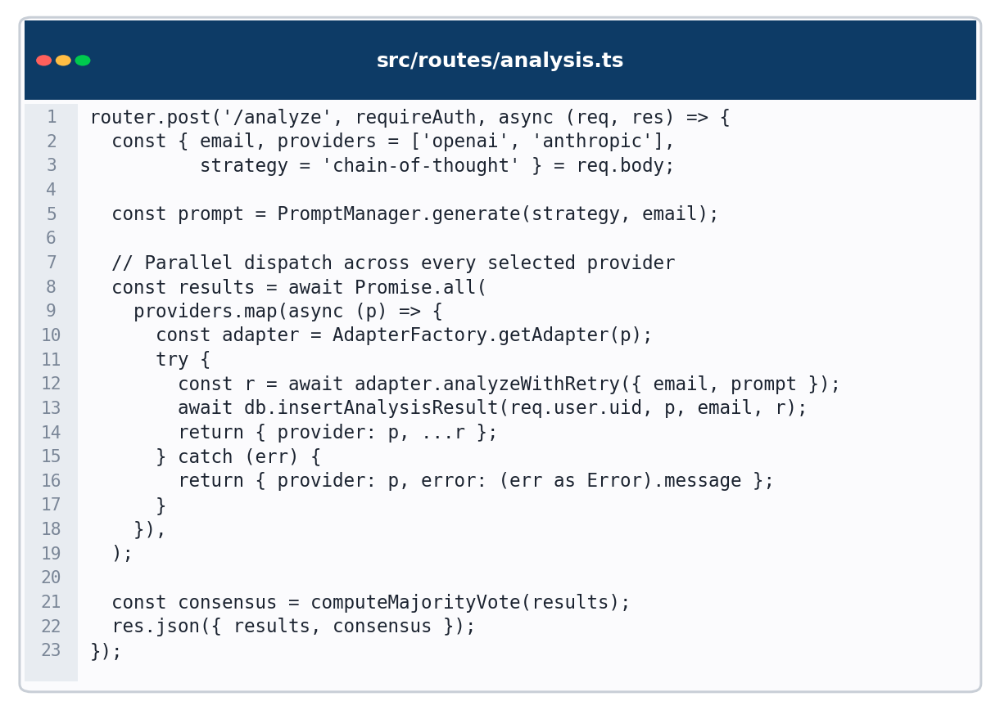 src/routes/analysis.ts
1 router.post('/analyze', requireAuth, async (req, res) => {
2   const { email, providers = ['openai', 'anthropic'],
3           strategy = 'chain-of-thought' } = req.body;
4
5   const prompt = PromptManager.generate(strategy, email);
6
7   // Parallel dispatch across every selected provider
8   const results = await Promise.all(
9     providers.map(async (p) => {
10       const adapter = AdapterFactory.getAdapter(p);
11       try {
12         const r = await adapter.analyzeWithRetry({ email, prompt });
13         await db.insertAnalysisResult(req.user.uid, p, email, r);
14         return { provider: p, ...r };
15       } catch (err) {
16         return { provider: p, error: (err as Error).message };
17       }
18     }),
19   );
20
21   const consensus = computeMajorityVote(results);
22   res.json({ results, consensus });
23 });